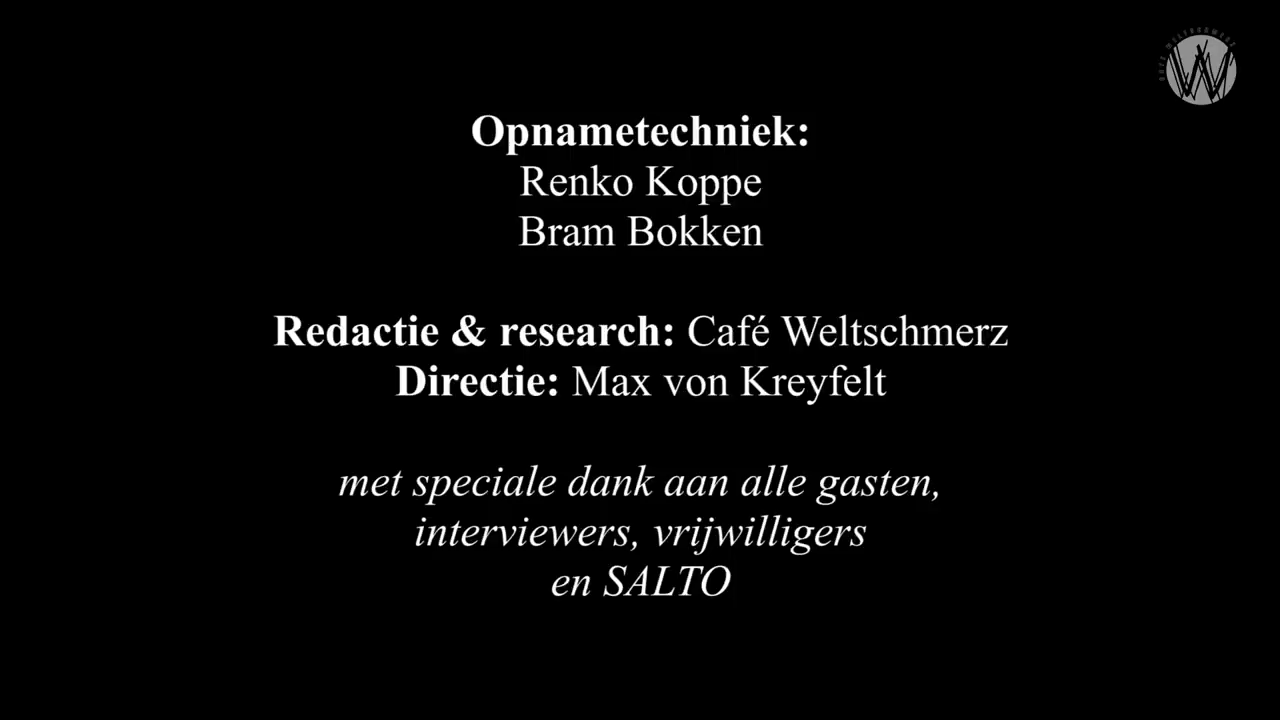 Opnametechniek:
Renko Koppe
Bram Bokken
Redactie & research: Café Weltschmerz
Directie: Max von Kreyfelt
met speciale dank aan alle gasten,
interviewers, vrijwilligers
en SALTO